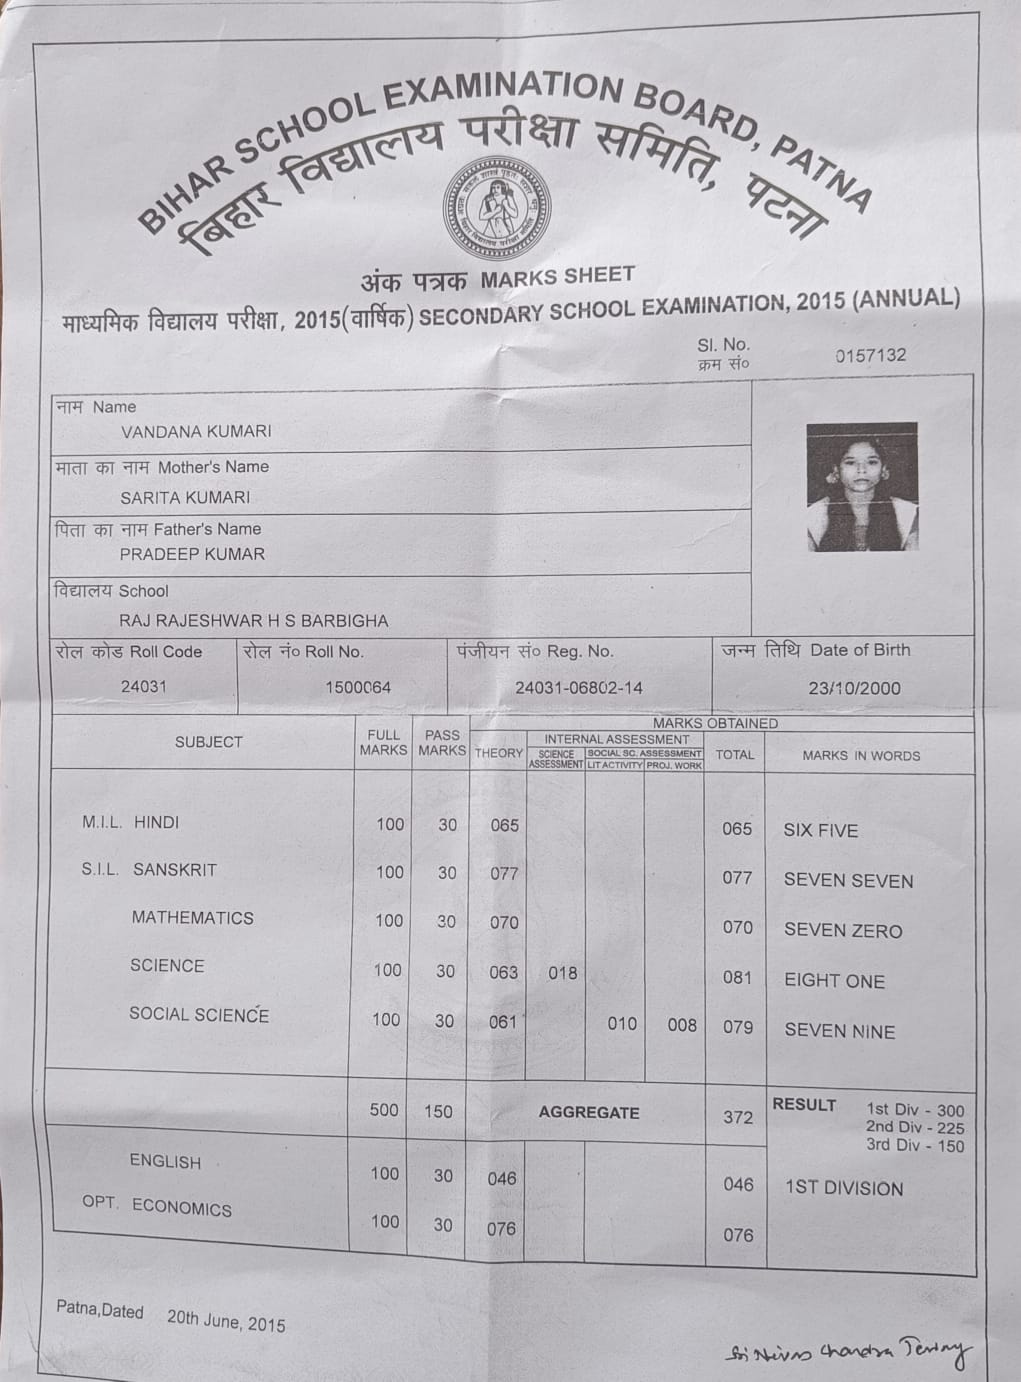 BIHAR SCHOOL EXAMINATION BOARD, PATNA
बिहार विद्यालय परीक्षा समिति, पटना
अंक पत्रक MARKS SHEET
माध्यमिक विद्यालय परीक्षा, 2015(वार्षिक) SECONDARY SCHOOL EXAMINATION, 2015 (ANNUAL)
Sl. No.
क्रम सं० 0157132
नाम Name
VANDANA KUMARI
माता का नाम Mother's Name
SARITA KUMARI
पिता का नाम Father's Name
PRADEEP KUMAR
विद्यालय School
RAJ RAJESHWAR H S BARBIGHA
रोल कोड Roll Code रोल नं० Roll No. पंजीयन सं० Reg. No. जन्म तिथि Date of Birth
24031 1500064 24031-06802-14 23/10/2000
SUBJECT FULL MARKS PASS MARKS MARKS OBTAINED
THEORY INTERNAL ASSESSMENT TOTAL MARKS IN WORDS
SCIENCE ASSESSMENT SOCIAL SC. ASSESSMENT
LIT ACTIVITY PROJ. WORK
M.I.L. HINDI 100 30 065 065 SIX FIVE
S.I.L. SANSKRIT 100 30 077 077 SEVEN SEVEN
MATHEMATICS 100 30 070 070 SEVEN ZERO
SCIENCE 100 30 063 018 081 EIGHT ONE
SOCIAL SCIENCE 100 30 061 010 008 079 SEVEN NINE
500 150 AGGREGATE 372 RESULT 1st Div - 300
2nd Div - 225
3rd Div - 150
ENGLISH 100 30 046 046 1ST DIVISION
OPT. ECONOMICS 100 30 076 076
Patna,Dated 20th June, 2015